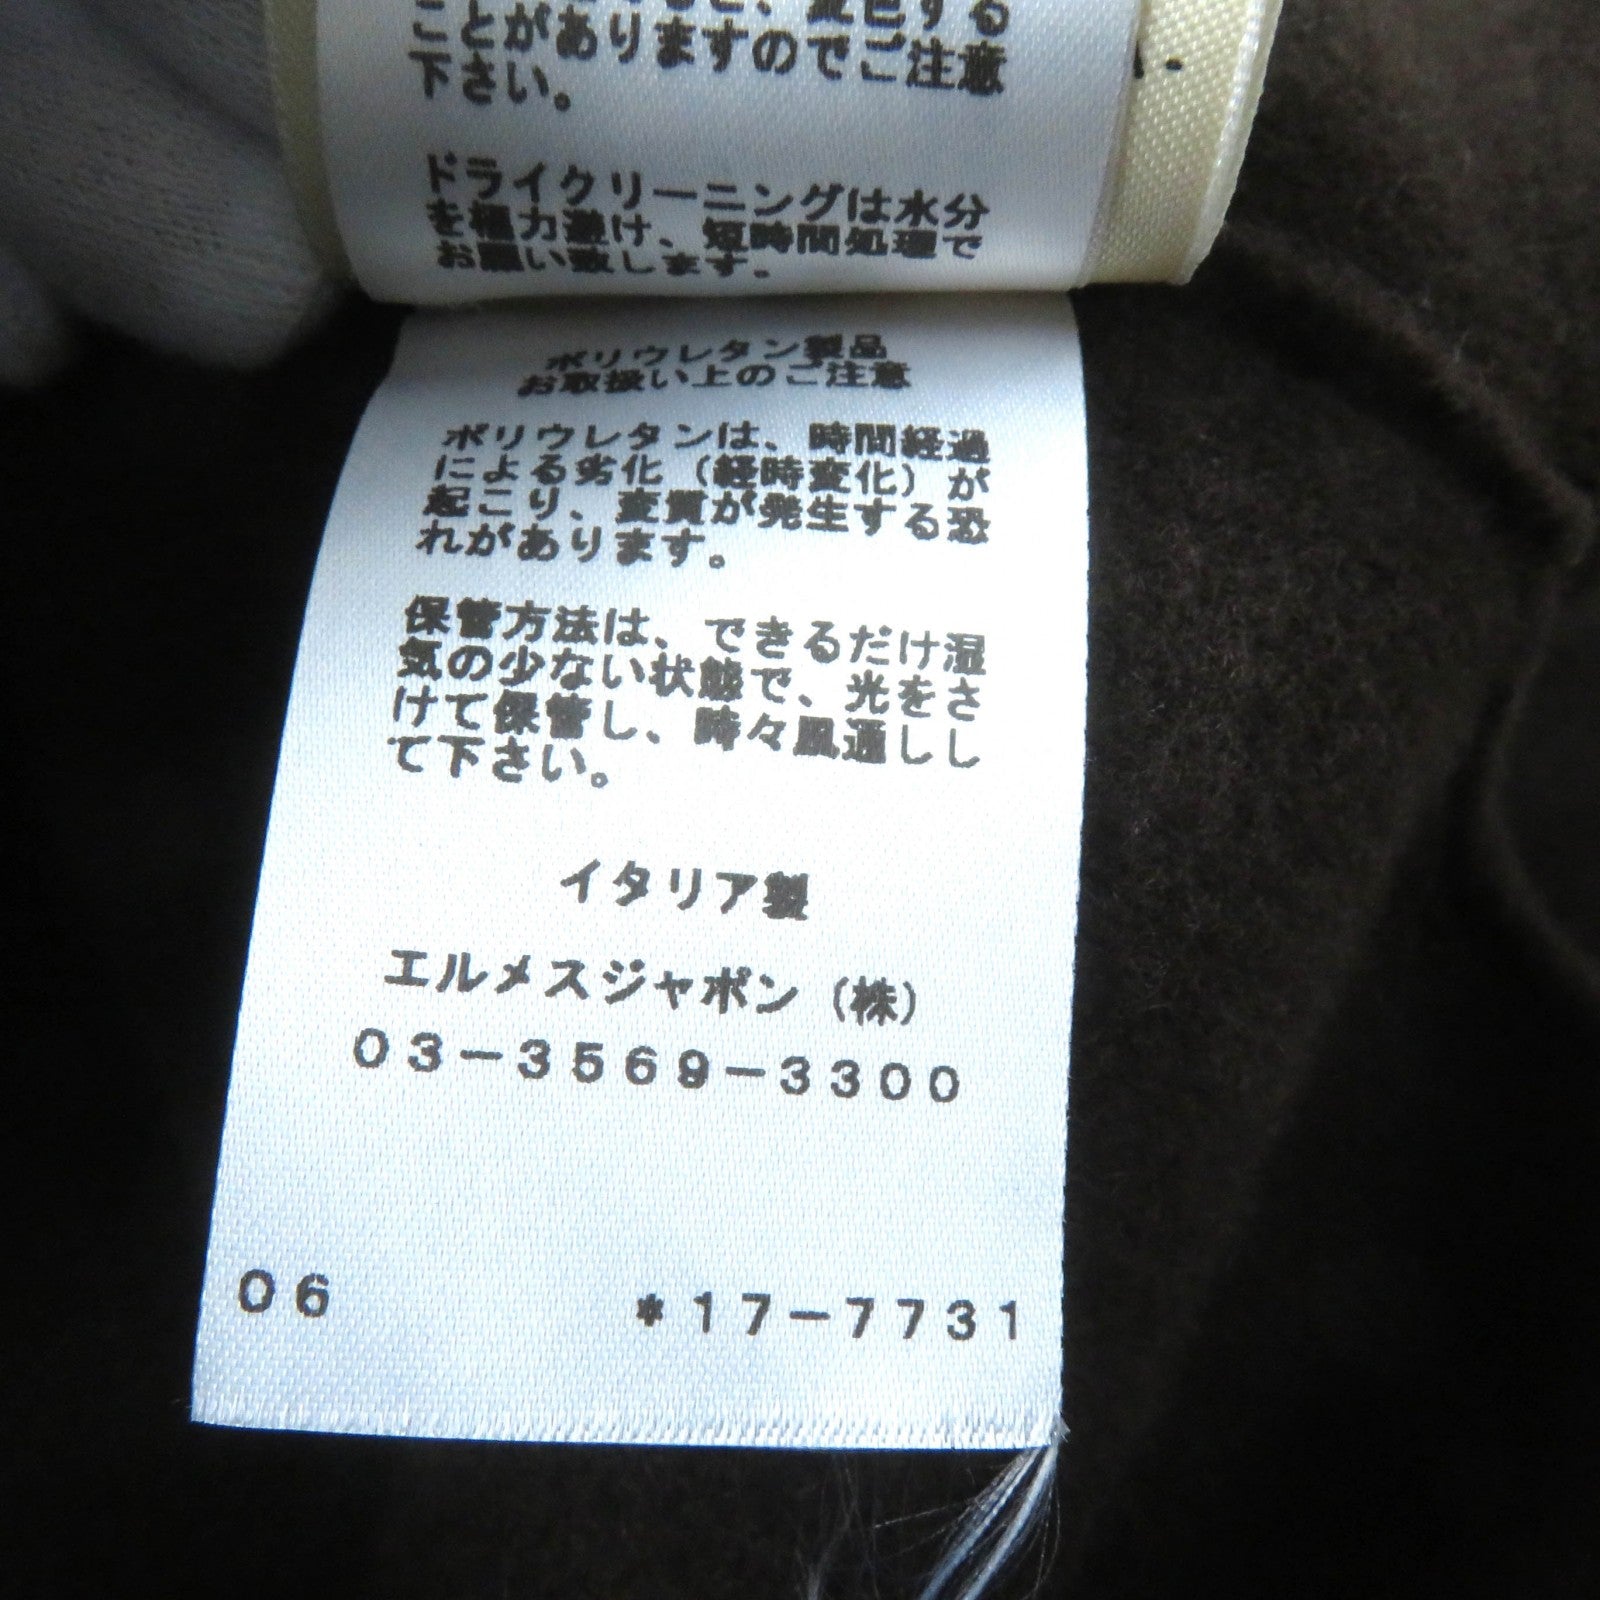 変色する
ことがありますのでご注意
下さい。
ドライクリーニングは水分
を極力避け、短時間処理で
お願い致します。
ポリウレタン製品
お取扱い上のご注意
ポリウレタンは、時間経過
による劣化（経時変化）が
起こり、変質が発生する恐
れがあります。
保管方法は、できるだけ湿
気の少ない状態で、光をさ
けて保管し、時々風通しし
て下さい。
イタリア製
エルメスジャポン（株）
03-3569-3300
06 *17-7731